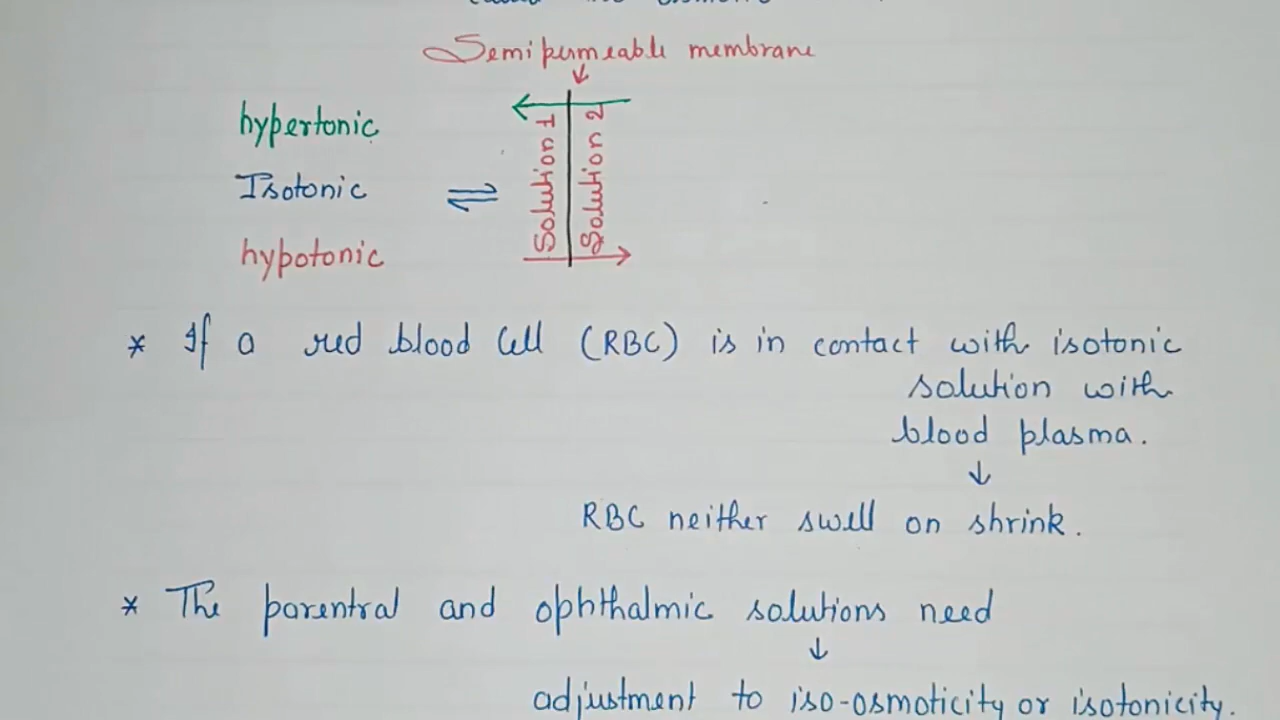 Semipermeable membrane
hypertonic
Isotonic
hypotonic
Solution 1
Solution 2
* If a red blood Cell (RBC) is in contact with isotonic
solution with
blood plasma.
RBC neither swell on shrink.
* The parentral and ophthalmic solutions need
adjustment to iso-osmoticity or isotonicity.